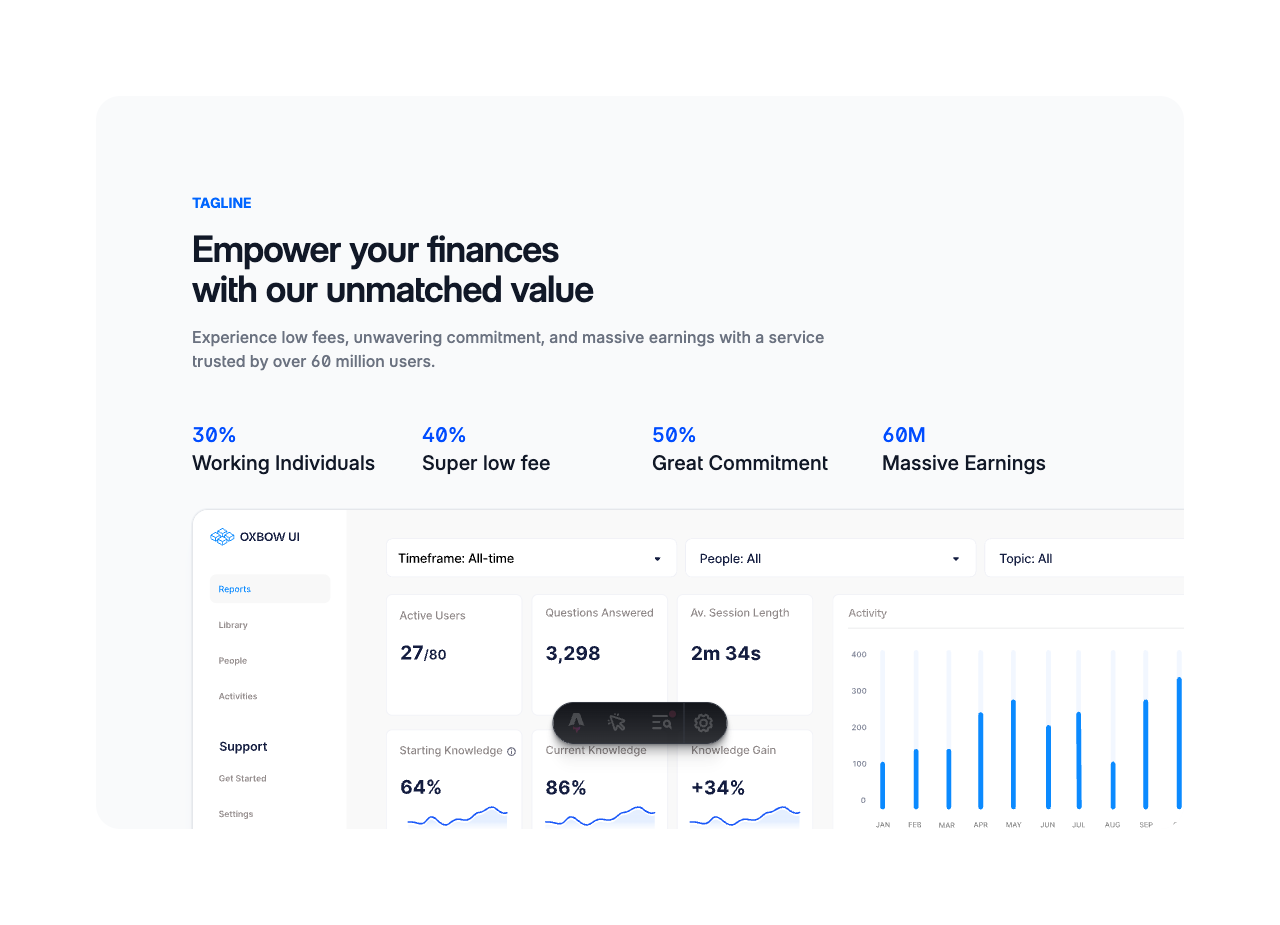 TAGLINE
Empower your finances
with our unmatched value
Experience low fees, unwavering commitment, and massive earnings with a service
trusted by over 60 million users.
30%
Working Individuals
40%
Super low fee
50%
Great Commitment
60M
Massive Earnings
OXBOW UI
Reports
Library
People
Activities
Support
Get Started
Settings
Timeframe: All-time
People: All
Topic: All
Active Users
27/80
Questions Answered
3,298
Av. Session Length
2m 34s
Starting Knowledge
64%
Current Knowledge
86%
Knowledge Gain
+34%
Activity
400
300
200
100
0
JAN FEB MAR APR MAY JUN JUL AUG SEP